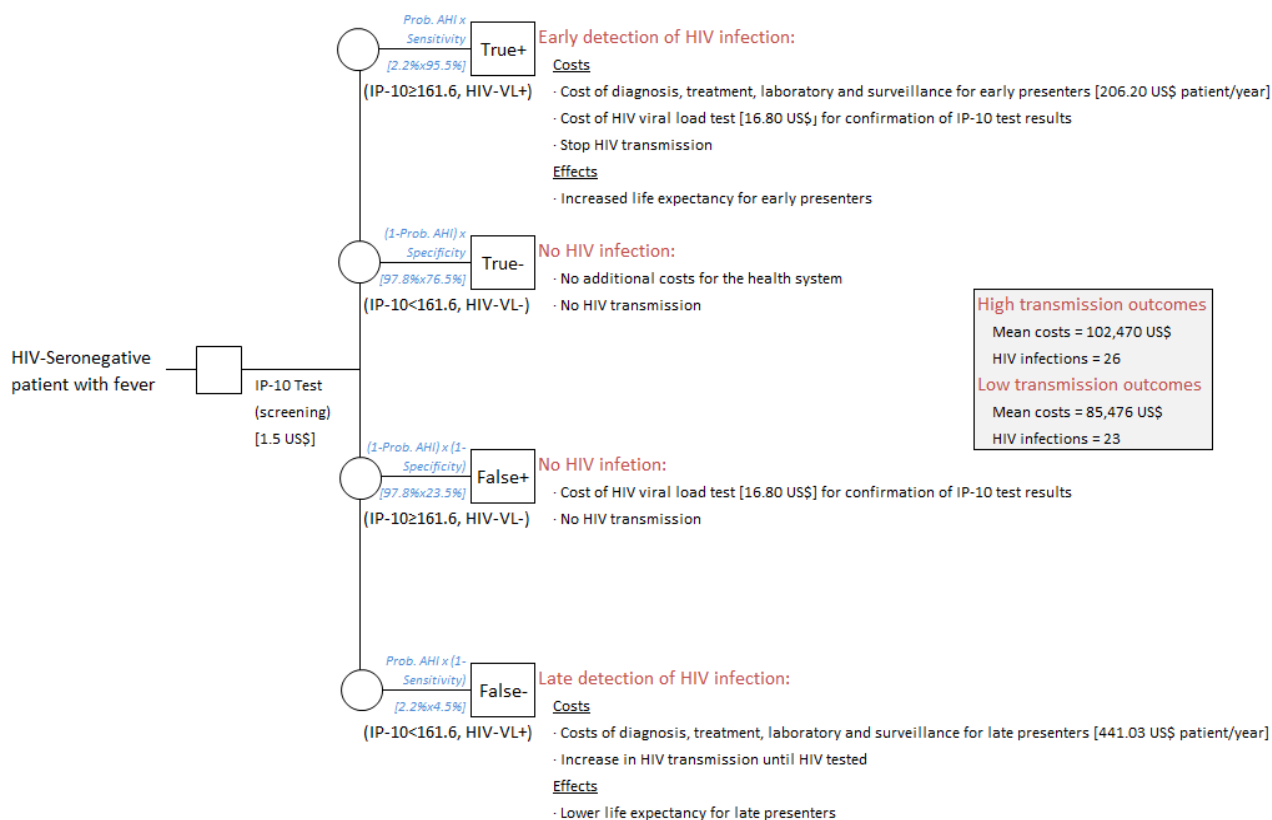 HIV-Seronegative
patient with fever
IP-10 Test
(screening)
[1.5 US$]
Prob. AHI x
Sensitivity
[2.2%x95.5%]
True+
(IP-10≥161.6, HIV-VL+)
Early detection of HIV infection:
Costs
· Cost of diagnosis, treatment, laboratory and surveillance for early presenters [206.20 US$ patient/year]
· Cost of HIV viral load test [16.80 US$] for confirmation of IP-10 test results
· Stop HIV transmission
Effects
· Increased life expectancy for early presenters
(1-Prob. AHI) x
Specificity
[97.8%x76.5%]
True-
(IP-10<161.6, HIV-VL-)
No HIV infection:
· No additional costs for the health system
· No HIV transmission
(1-Prob. AHI) x (1-
Specificity)
[97.8%x23.5%]
False+
(IP-10≥161.6, HIV-VL-)
No HIV infetion:
· Cost of HIV viral load test [16.80 US$] for confirmation of IP-10 test results
· No HIV transmission
Prob. AHI x (1-
Sensitivity)
[2.2%x4.5%]
False-
(IP-10<161.6, HIV-VL+)
Late detection of HIV infection:
Costs
· Costs of diagnosis, treatment, laboratory and surveillance for late presenters [441.03 US$ patient/year]
· Increase in HIV transmission until HIV tested
Effects
· Lower life expectancy for late presenters
High transmission outcomes
Mean costs = 102,470 US$
HIV infections = 26
Low transmission outcomes
Mean costs = 85,476 US$
HIV infections = 23